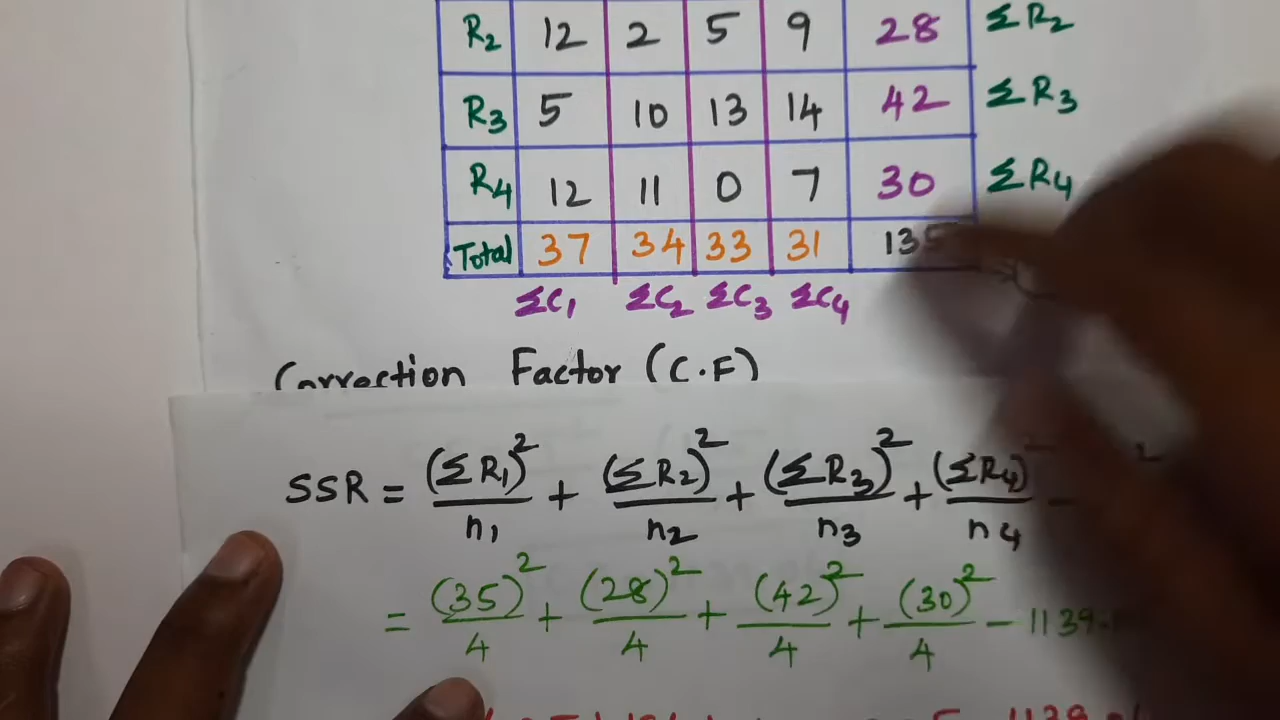 R2 12 2 5 9 28 ΣR2
R3 5 10 13 14 42 ΣR3
R4 12 11 0 7 30 ΣR4
Total 37 34 33 31 135
ΣC1 ΣC2 ΣC3 ΣC4
Correction Factor (C.F)
SSR = (ΣR1)²/n1 + (ΣR2)²/n2 + (ΣR3)²/n3 + (ΣR4)²/n4 -
= (35)²/4 + (28)²/4 + (42)²/4 + (30)²/4 - 1139.